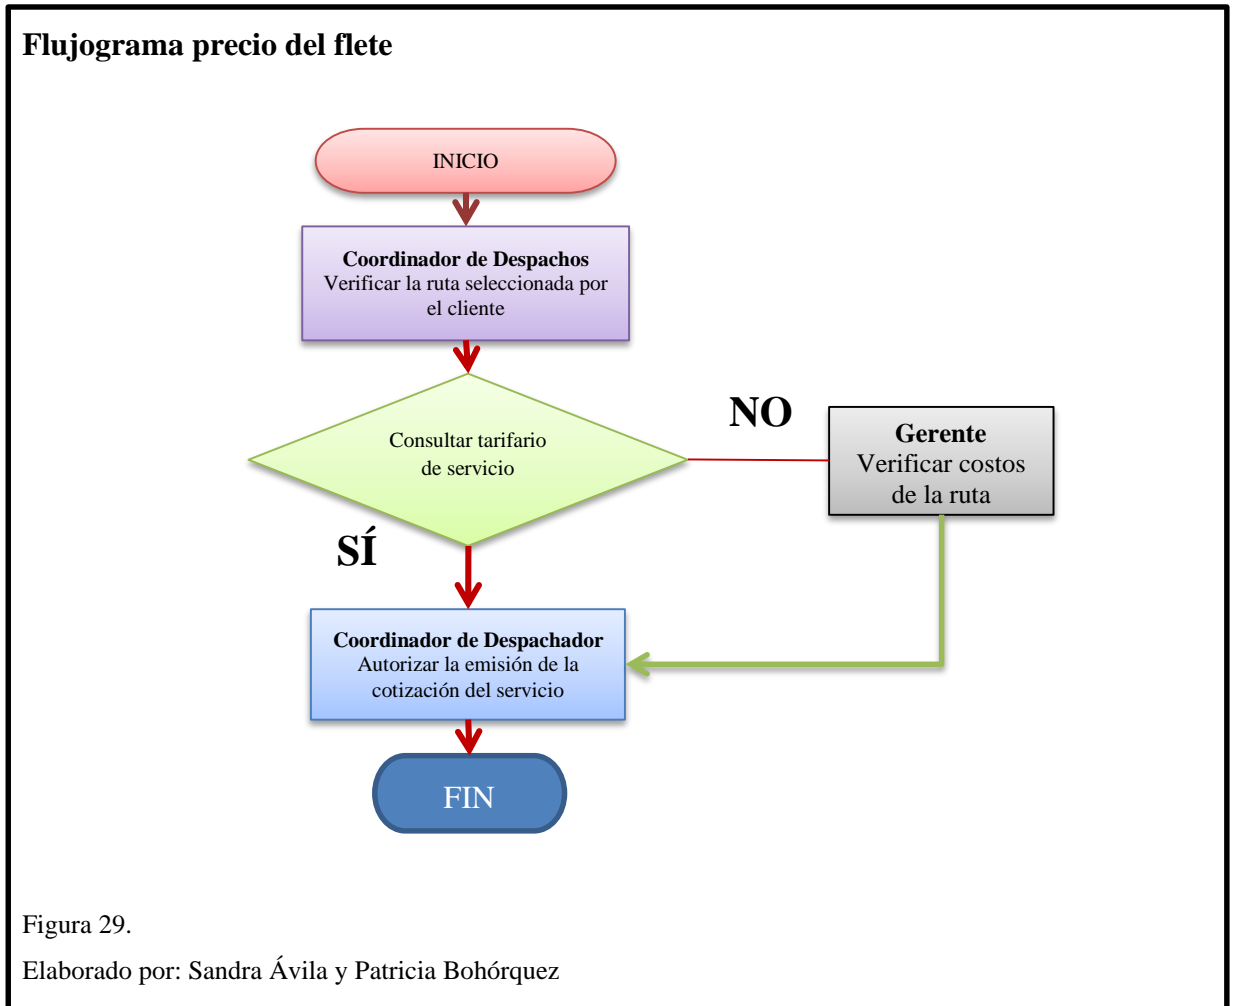 Flujograma precio del flete
INICIO
Coordinador de Despachos
Verificar la ruta seleccionada por
el cliente
Consultar tarifario
de servicio
NO
Gerente
Verificar costos
de la ruta
SÍ
Coordinador de Despachador
Autorizar la emisión de la
cotización del servicio
FIN
Figura 29.
Elaborado por: Sandra Ávila y Patricia Bohórquez